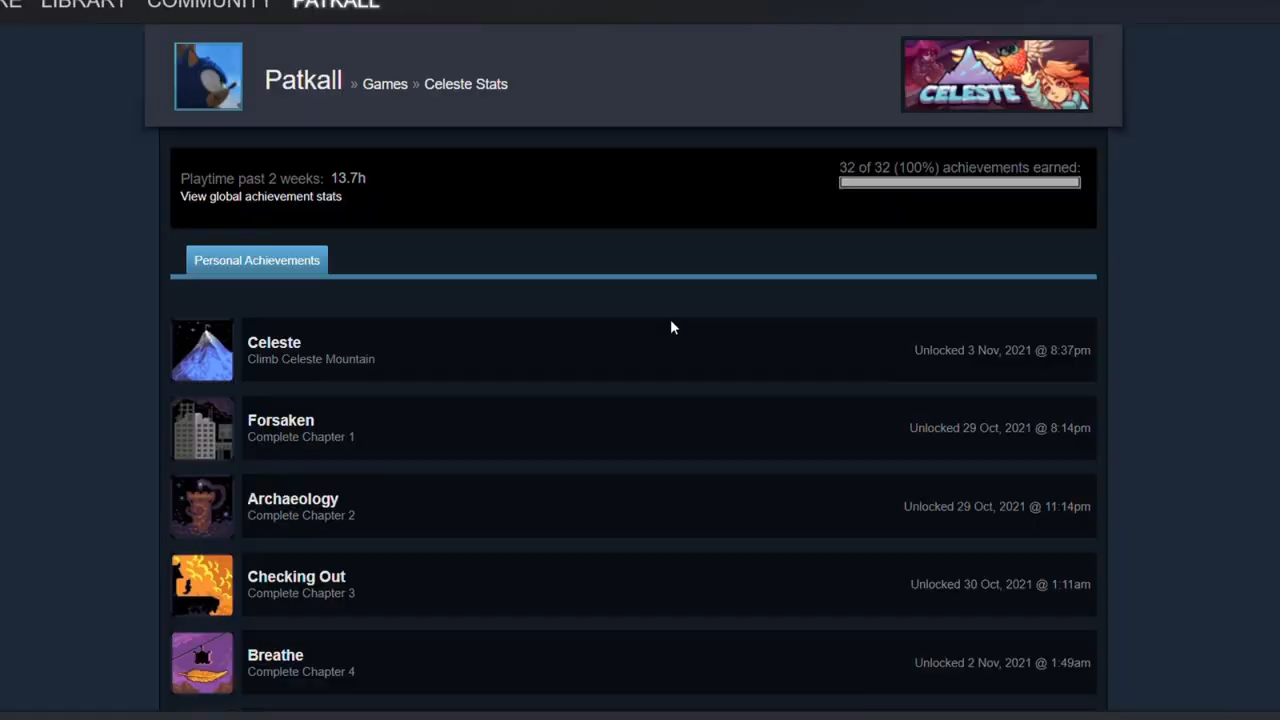 RE LIBRARY COMMUNITY PATKALL
Patkall » Games » Celeste Stats
CELESTE
Playtime past 2 weeks: 13.7h
View global achievement stats
32 of 32 (100%) achievements earned:
Personal Achievements
Celeste
Climb Celeste Mountain
Unlocked 3 Nov, 2021 @ 8:37pm
Forsaken
Complete Chapter 1
Unlocked 29 Oct, 2021 @ 8:14pm
Archaeology
Complete Chapter 2
Unlocked 29 Oct, 2021 @ 11:14pm
Checking Out
Complete Chapter 3
Unlocked 30 Oct, 2021 @ 1:11am
Breathe
Complete Chapter 4
Unlocked 2 Nov, 2021 @ 1:49am